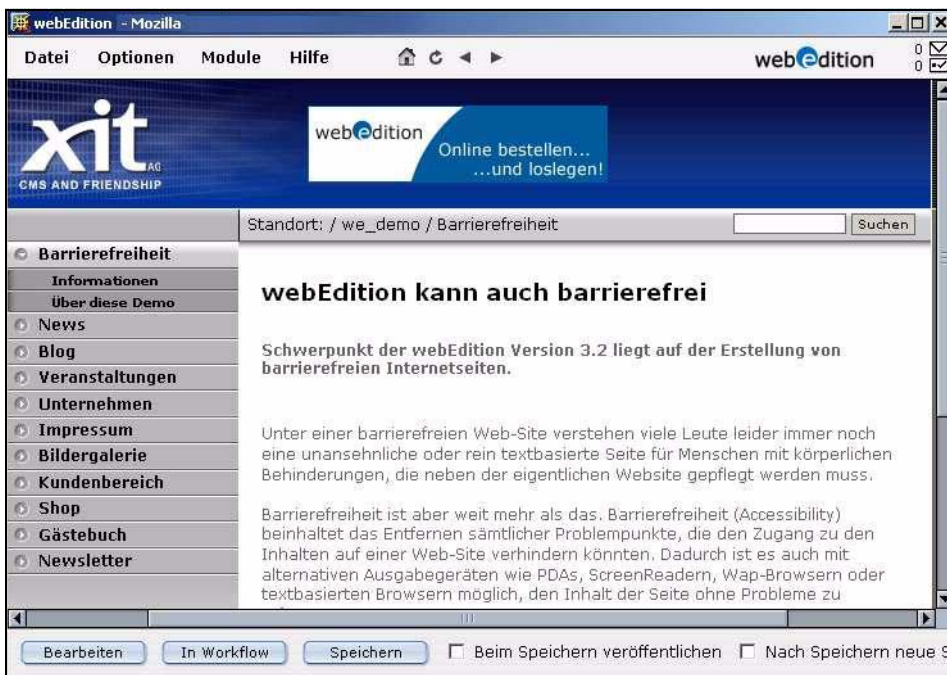 webEdition - Mozilla
Datei Optionen Module Hilfe
webedition
0
0
xit AG
CMS AND FRIENDSHIP
webedition
Online bestellen...
...und loslegen!
Standort: / we_demo / Barrierefreiheit
Suchen
Barrierefreiheit
Informationen
Über diese Demo
News
Blog
Veranstaltungen
Unternehmen
Impressum
Bildergalerie
Kundenbereich
Shop
Gästebuch
Newsletter
webEdition kann auch barrierefrei
Schwerpunkt der webEdition Version 3.2 liegt auf der Erstellung von
barrierefreien Internetseiten.
Unter einer barrierefreien Web-Site verstehen viele Leute leider immer noch
eine unansehnliche oder rein textbasierte Seite für Menschen mit körperlichen
Behinderungen, die neben der eigentlichen Website gepflegt werden muss.
Barrierefreiheit ist aber weit mehr als das. Barrierefreiheit (Accessibility)
beinhaltet das Entfernen sämtlicher Problempunkte, die den Zugang zu den
Inhalten auf einer Web-Site verhindern könnten. Dadurch ist es auch mit
alternativen Ausgabegeräten wie PDAs, ScreenReadern, Wap-Browsern oder
textbasierten Browsern möglich, den Inhalt der Seite ohne Probleme zu
Bearbeiten In Workflow Speichern Beim Speichern veröffentlichen Nach Speichern neue S